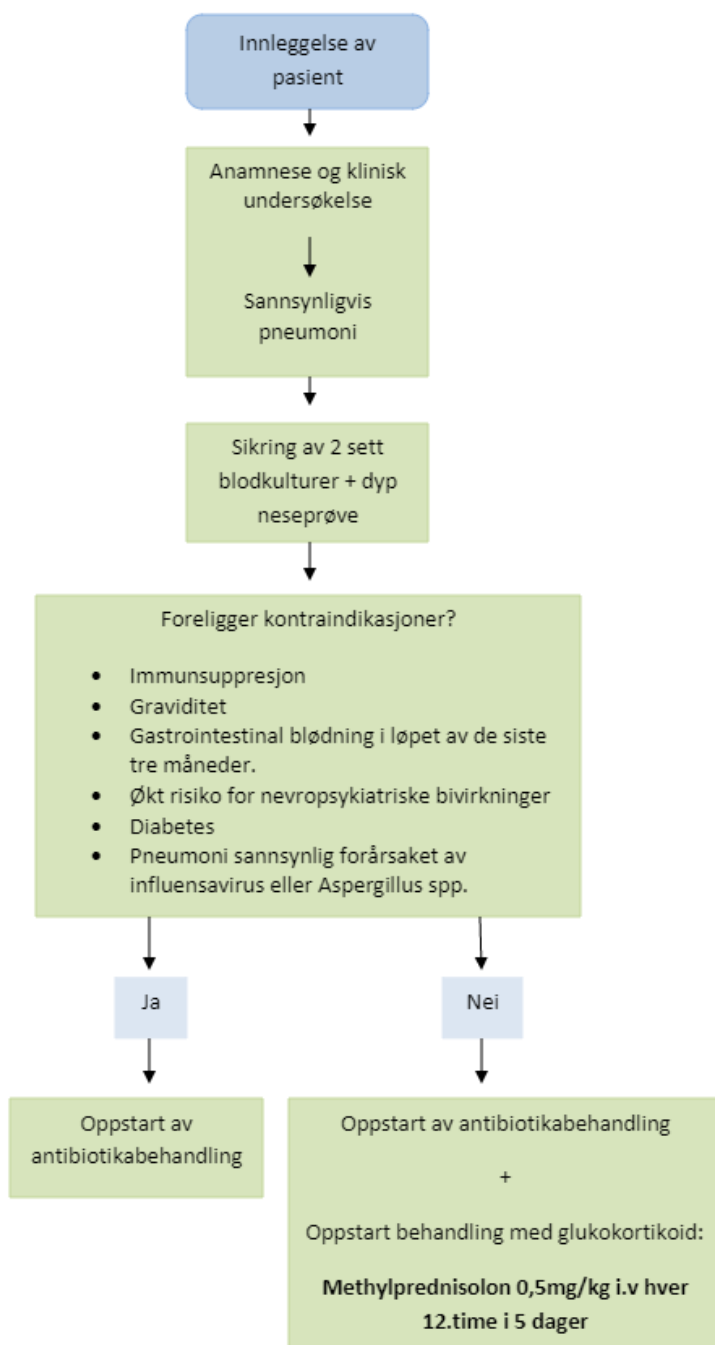 Innleggelse av
pasient
Anamnese og klinisk
undersøkelse
Sannsynligvis
pneumoni
Sikring av 2 sett
blodkulturer + dyp
neseprøve
Foreligger kontraindikasjoner?
• Immunsuppresjon
• Graviditet
• Gastrointestinal blødning i løpet av de siste
tre måneder.
• Økt risiko for nevropsykiatriske bivirkninger
• Diabetes
• Pneumoni sannsynlig forårsaket av
influensavirus eller Aspergillus spp.
Ja
Nei
Oppstart av
antibiotikabehandling
Oppstart av antibiotikabehandling
+
Oppstart behandling med glukokortikoid:
Methylprednisolon 0,5mg/kg i.v hver
12.time i 5 dager